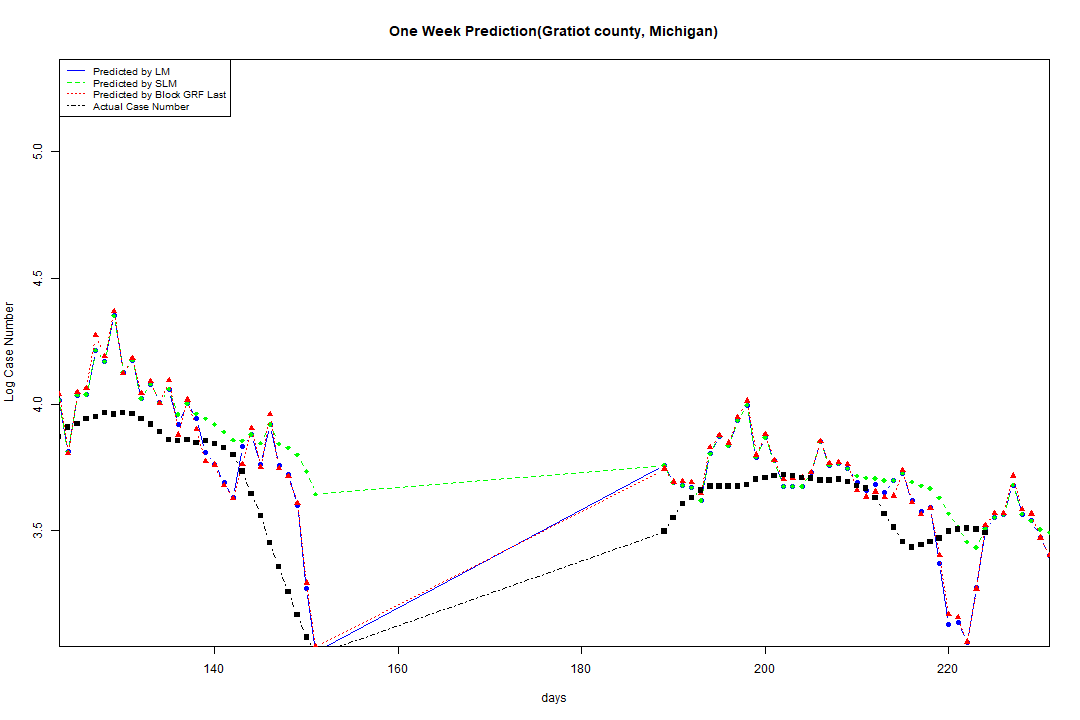 One Week Prediction(Gratiot county, Michigan)
Predicted by LM
Predicted by SLM
Predicted by Block GRF Last
Actual Case Number
5.0
4.5
4.0
3.5
Log Case Number
140 160 180 200 220
days